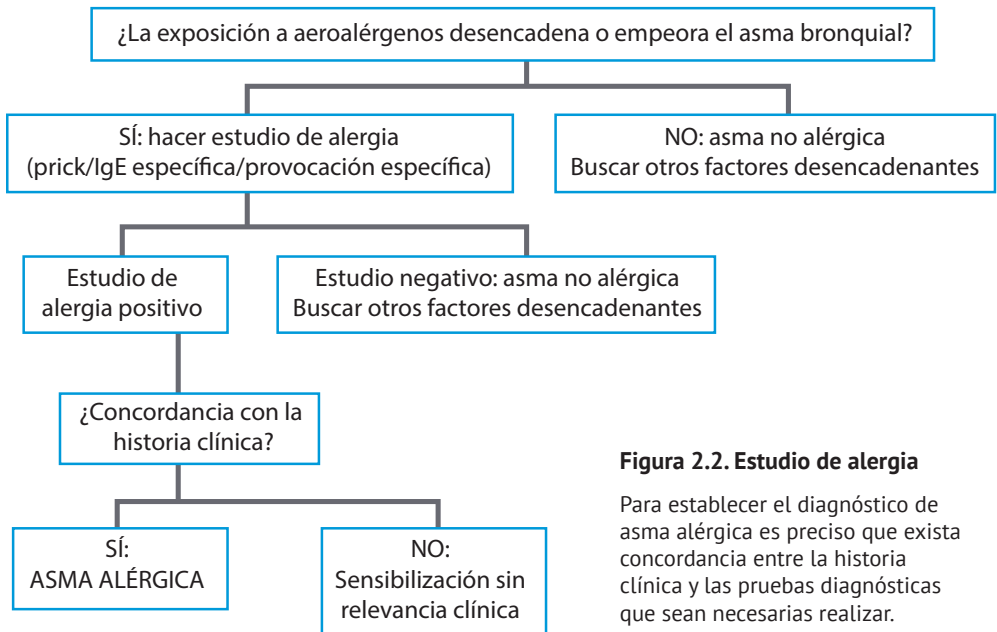 ¿La exposición a aeroalérgenos desencadena o empeora el asma bronquial?
SÍ: hacer estudio de alergia
(prick/IgE específica/provocación específica)
NO: asma no alérgica
Buscar otros factores desencadenantes
Estudio de
alergia positivo
Estudio negativo: asma no alérgica
Buscar otros factores desencadenantes
¿Concordancia con la
historia clínica?
SÍ:
ASMA ALÉRGICA
NO:
Sensibilización sin
relevancia clínica
Figura 2.2. Estudio de alergia
Para establecer el diagnóstico de
asma alérgica es preciso que exista
concordancia entre la historia
clínica y las pruebas diagnósticas
que sean necesarias realizar.